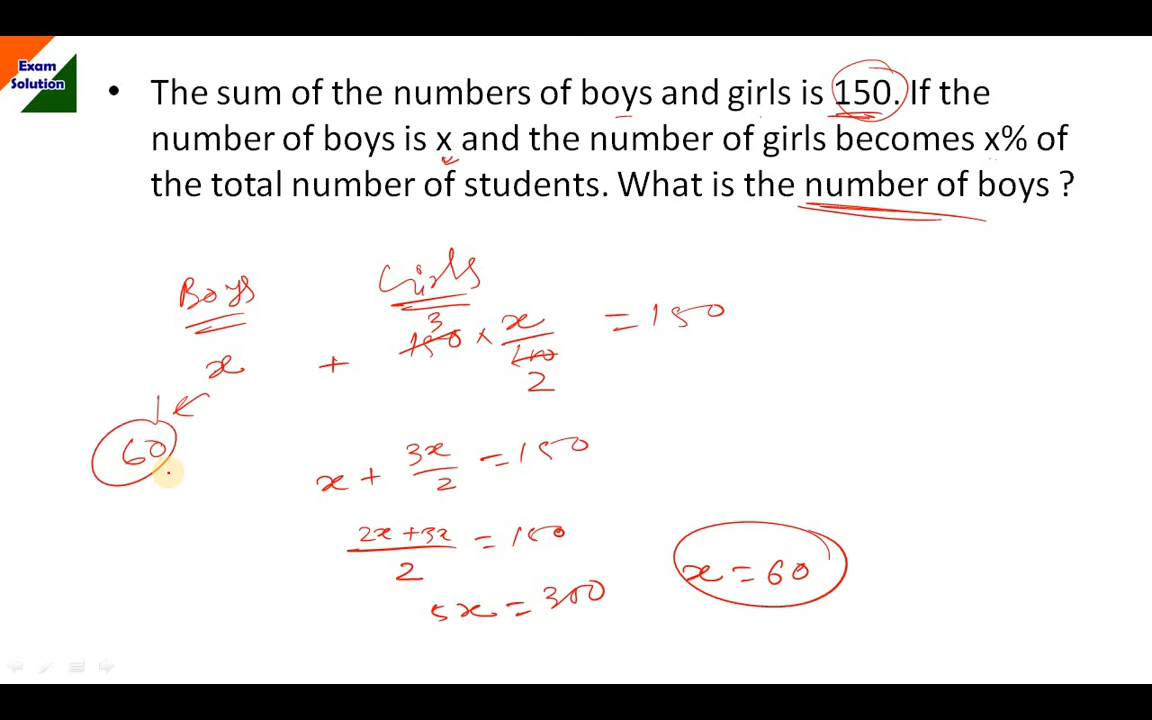 Exam
Solution
• The sum of the numbers of boys and girls is 150. If the
number of boys is x and the number of girls becomes x% of
the total number of students. What is the number of boys ?
Boys Girls
x + 150 3 × x/100 2 = 150
60
x + 3x/2 = 150
2x+3x/2 = 150
5x = 300
x = 60